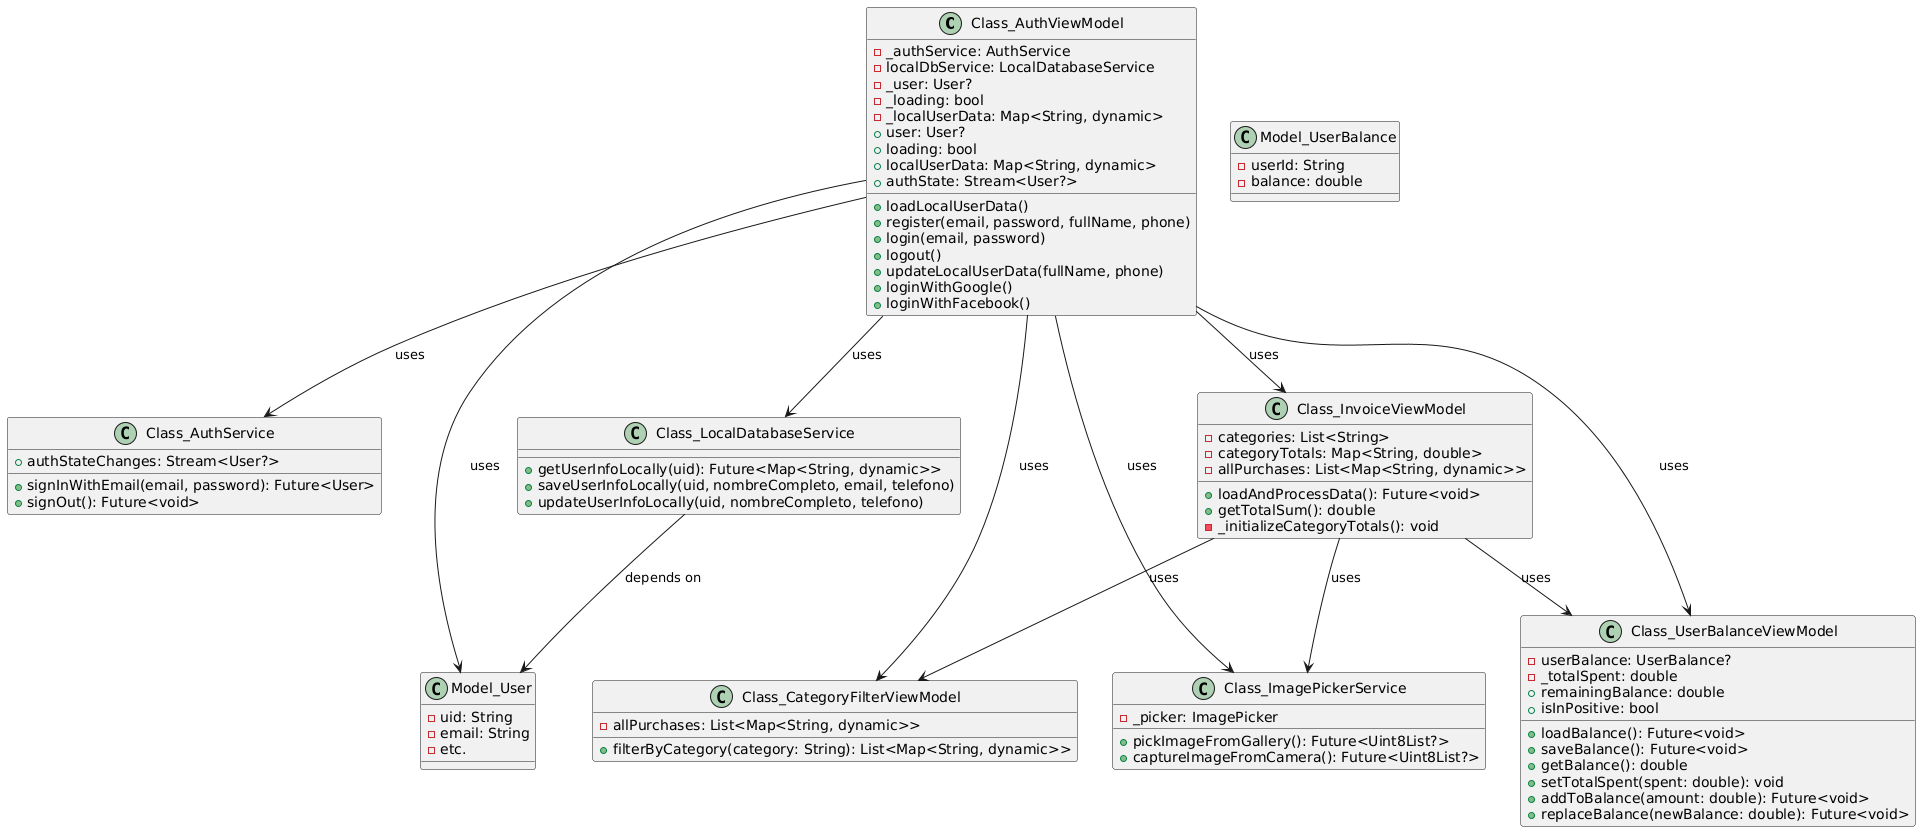 C Class_AuthViewModel
_authService: AuthService
localDbService: LocalDatabaseService
_user: User?
_loading: bool
_localUserData: Map<String, dynamic>
user: User?
loading: bool
localUserData: Map<String, dynamic>
authState: Stream<User?>
loadLocalUserData()
register(email, password, fullName, phone)
login(email, password)
logout()
updateLocalUserData(fullName, phone)
loginWithGoogle()
loginWithFacebook()
C Model_UserBalance
userId: String
balance: double
uses
uses
uses
C Class_AuthService
authStateChanges: Stream<User?>
signInWithEmail(email, password): Future<User>
signOut(): Future<void>
uses
C Class_LocalDatabaseService
getUserInfoLocally(uid): Future<Map<String, dynamic>>
saveUserInfoLocally(uid, nombreCompleto, email, telefono)
updateUserInfoLocally(uid, nombreCompleto, telefono)
uses
uses
C Class_InvoiceViewModel
categories: List<String>
categoryTotals: Map<String, double>
allPurchases: List<Map<String, dynamic>>
loadAndProcessData(): Future<void>
getTotalSum(): double
_initializeCategoryTotals(): void
uses
depends on
uses
uses
uses
C Model_User
uid: String
email: String
etc.
C Class_CategoryFilterViewModel
allPurchases: List<Map<String, dynamic>>
filterByCategory(category: String): List<Map<String, dynamic>>
C Class_ImagePickerService
_picker: ImagePicker
pickImageFromGallery(): Future<Uint8List?>
captureImageFromCamera(): Future<Uint8List?>
C Class_UserBalanceViewModel
userBalance: UserBalance?
_totalSpent: double
remainingBalance: double
isInPositive: bool
loadBalance(): Future<void>
saveBalance(): Future<void>
getBalance(): double
setTotalSpent(spent: double): void
addToBalance(amount: double): Future<void>
replaceBalance(newBalance: double): Future<void>